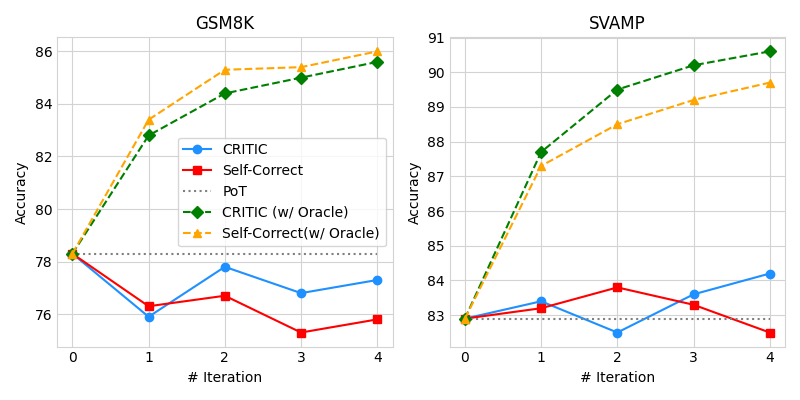 GSM8K
86
84
82
80
78
76
Accuracy
CRITIC
Self-Correct
PoT
CRITIC (w/ Oracle)
Self-Correct(w/ Oracle)
0 1 2 3 4
# Iteration
SVAMP
91
90
89
88
87
86
85
84
83
Accuracy
0 1 2 3 4
# Iteration